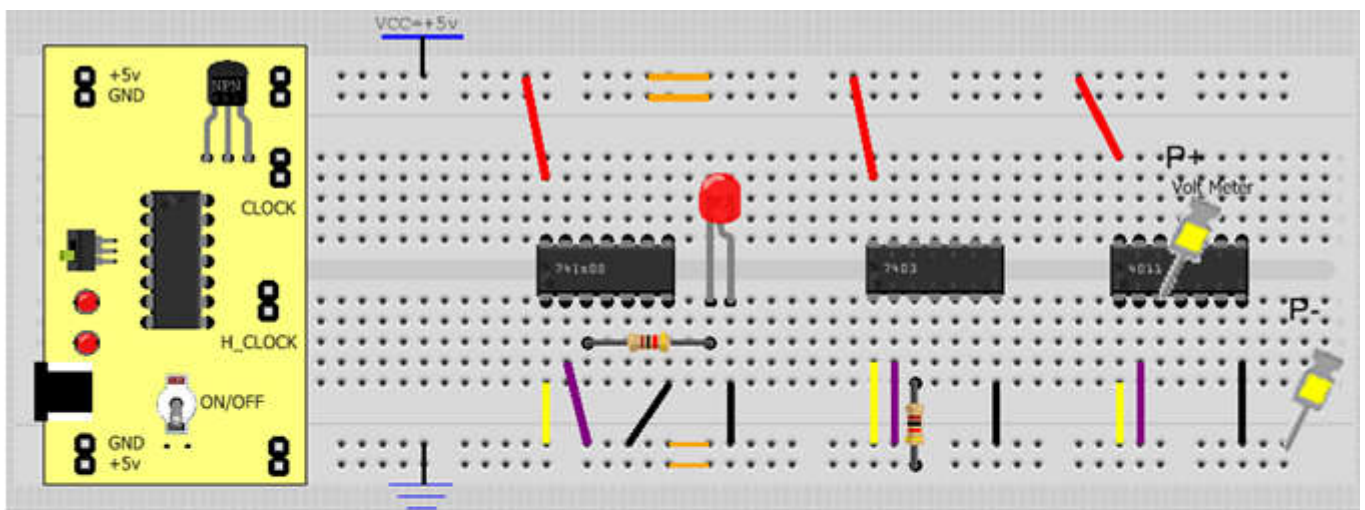 VCC=+5v
+5v
GND
NPN
CLOCK
H_CLOCK
ON/OFF
GND
+5v
74ls00
7403
4011
P+
Volt Meter
P-